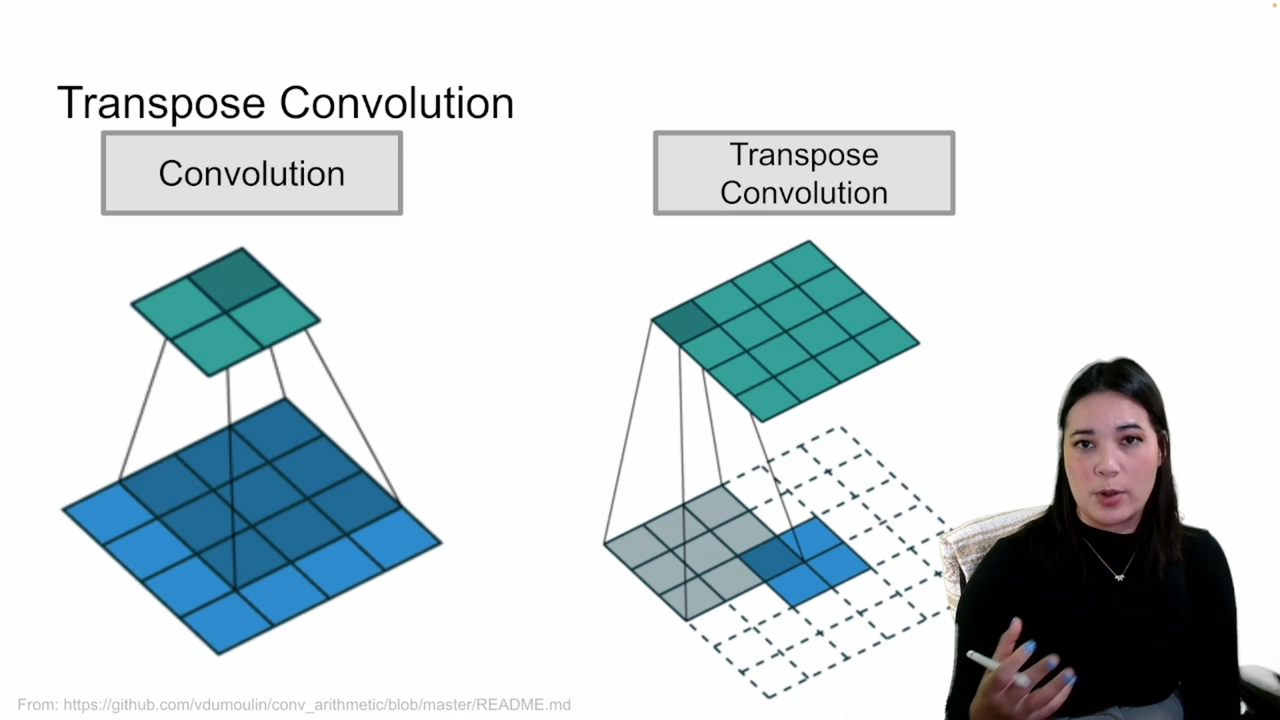 Transpose Convolution
Convolution
Transpose
Convolution
From: https://github.com/vdumoulin/conv_arithmetic/blob/master/README.md